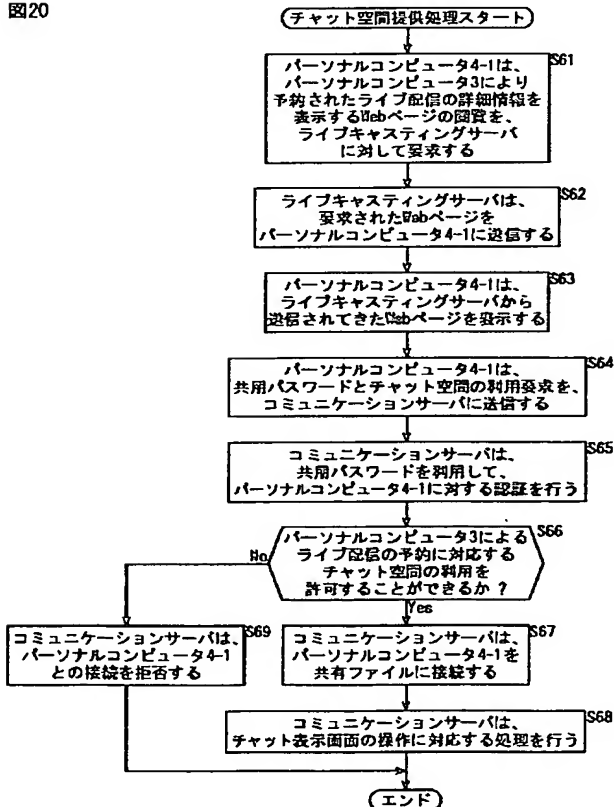 図20
チャット空間提供処理スタート
S61
パーソナルコンピュータ4-1は、
パーソナルコンピュータ3により
予約されたライブ配信の詳細情報を
表示するWebページの閲覧を、
ライブキャスティングサーバ
に対して要求する
S62
ライブキャスティングサーバは、
要求されたWebページを
パーソナルコンピュータ4-1に送信する
S63
パーソナルコンピュータ4-1は、
ライブキャスティングサーバから
送信されてきたWebページを表示する
S64
パーソナルコンピュータ4-1は、
共用パスワードとチャット空間の利用要求を、
コミュニケーションサーバに送信する
S65
コミュニケーションサーバは、
共用パスワードを利用して、
パーソナルコンピュータ4-1に対する認証を行う
S66
パーソナルコンピュータ3による
ライブ配信の予約に対応する
チャット空間の利用を
許可することができるか?
No
Yes
S69
コミュニケーションサーバは、
パーソナルコンピュータ4-1
との接続を拒否する
S67
コミュニケーションサーバは、
パーソナルコンピュータ4-1を
共有ファイルに接続する
S68
コミュニケーションサーバは、
チャット表示画面の操作に対応する処理を行う
エンド